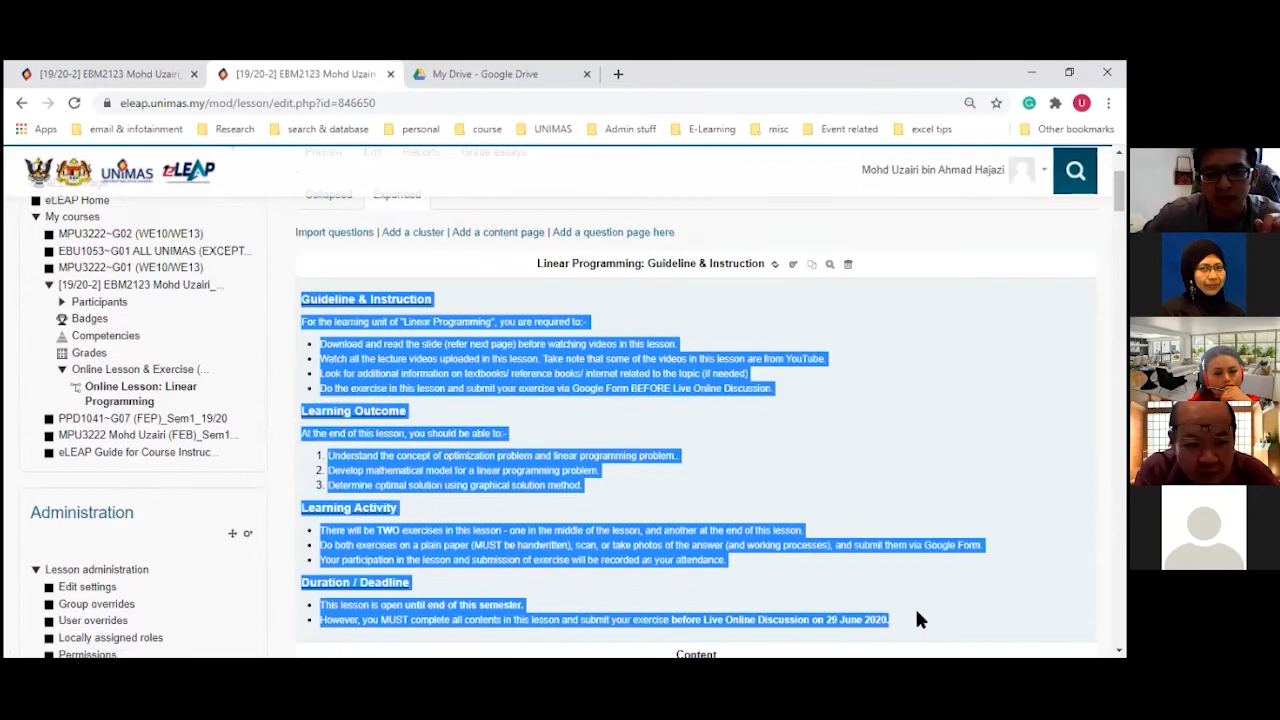 [19/20-2] EBM2123 Mohd Uzairi_
[19/20-2] EBM2123 Mohd Uzairi
My Drive - Google Drive
eleap.unimas.my/mod/lesson/edit.php?id=846650
U
Apps email & infotainment Research search & database personal course UNIMAS Admin stuff E-Learning misc Event related excel tips Other bookmarks
Preview Edit Reports Grade essays
UNIMAS eLEAP
Mohd Uzairi bin Ahmad Hajazi
Collapsed Expanded
eLEAP Home
My courses
MPU3222~G02 (WE10/WE13)
EBU1053~G01 ALL UNIMAS (EXCEPT...
MPU3222~G01 (WE10/WE13)
[19/20-2] EBM2123 Mohd Uzairi_...
Participants
Badges
Competencies
Grades
Online Lesson & Exercise (...
Online Lesson: Linear
Programming
PPD1041~G07 (FEP)_Sem1_19/20
MPU3222 Mohd Uzairi (FEB)_Sem1...
eLEAP Guide for Course Instruc...
Administration
Lesson administration
Edit settings
Group overrides
User overrides
Locally assigned roles
Permissions
Import questions | Add a cluster | Add a content page | Add a question page here
Linear Programming: Guideline & Instruction
Guideline & Instruction
For the learning unit of "Linear Programming", you are required to:-
• Download and read the slide (refer next page) before watching videos in this lesson.
• Watch all the lecture videos uploaded in this lesson. Take note that some of the videos in this lesson are from YouTube.
• Look for additional information on textbooks/ reference books/ internet related to the topic (if needed)
• Do the exercise in this lesson and submit your exercise via Google Form BEFORE Live Online Discussion.
Learning Outcome
At the end of this lesson, you should be able to:-
1. Understand the concept of optimization problem and linear programming problem..
2. Develop mathematical model for a linear programming problem.
3. Determine optimal solution using graphical solution method.
Learning Activity
• There will be TWO exercises in this lesson - one in the middle of the lesson, and another at the end of this lesson.
• Do both exercises on a plain paper (MUST be handwritten), scan, or take photos of the answer (and working processes), and submit them via Google Form.
• Your participation in the lesson and submission of exercise will be recorded as your attendance.
Duration / Deadline
• This lesson is open until end of this semester.
• However, you MUST complete all contents in this lesson and submit your exercise before Live Online Discussion on 29 June 2020.
Content